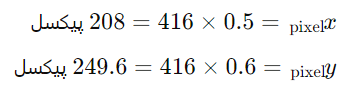 x_pixel = 0.5 × 416 = 208 پیکسل
y_pixel = 0.6 × 416 = 249.6 پیکسل